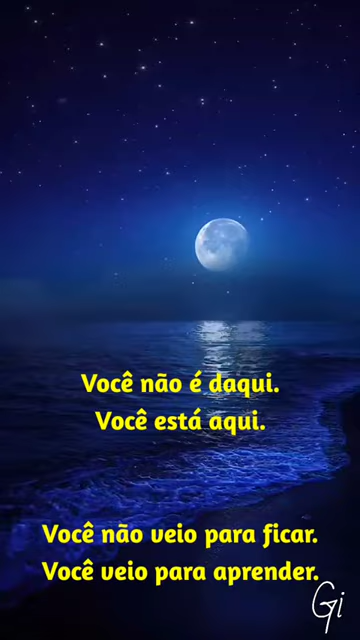 Você não é daqui.
Você está aqui.
Você não veio para ficar.
Você veio para aprender.
Gi